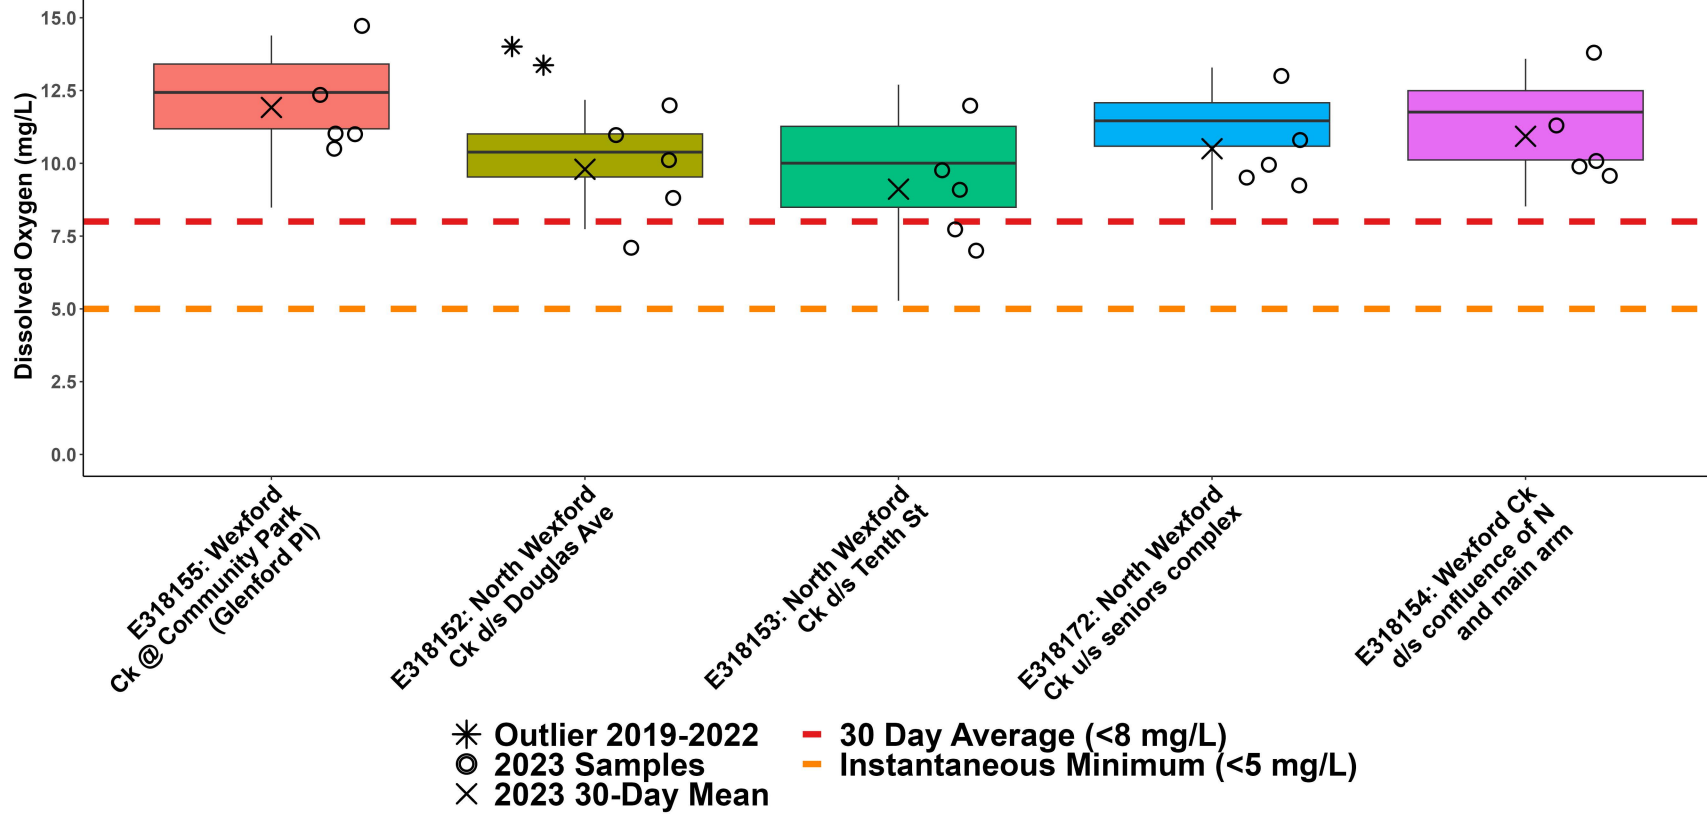 Dissolved Oxygen (mg/L)
15.0
12.5
10.0
7.5
5.0
2.5
0.0
E318155: Wexford
Ck @ Community Park
(Glenford Pl)
E318152: North Wexford
Ck d/s Douglas Ave
E318153: North Wexford
Ck d/s Tenth St
E318172: North Wexford
Ck u/s seniors complex
E318154: Wexford Ck
d/s confluence of N
and main arm
Outlier 2019-2022
2023 Samples
2023 30-Day Mean
30 Day Average (<8 mg/L)
Instantaneous Minimum (<5 mg/L)